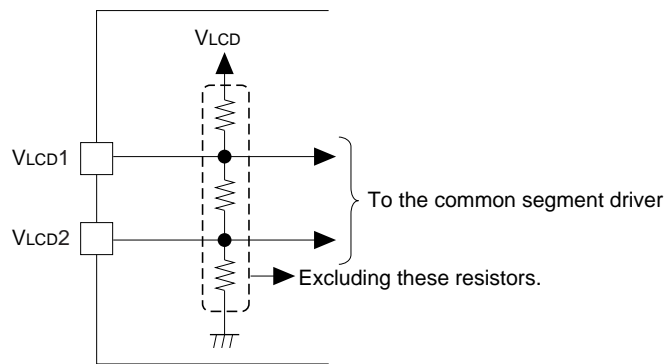 VLCD
VLCD1
To the common segment driver
VLCD2
Excluding these resistors.